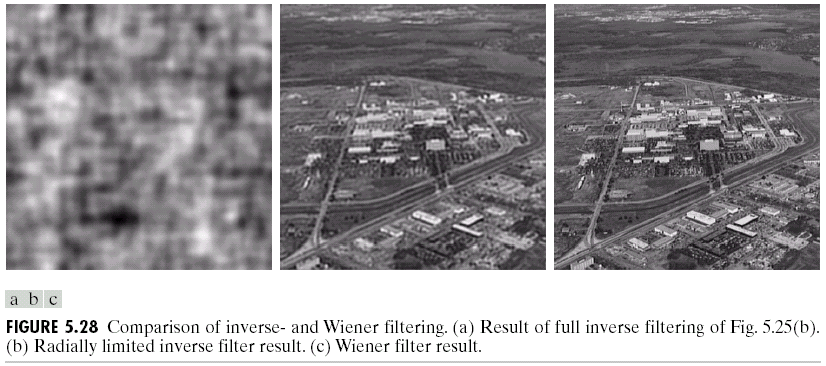 a b c
FIGURE 5.28 Comparison of inverse- and Wiener filtering. (a) Result of full inverse filtering of Fig. 5.25(b).
(b) Radially limited inverse filter result. (c) Wiener filter result.